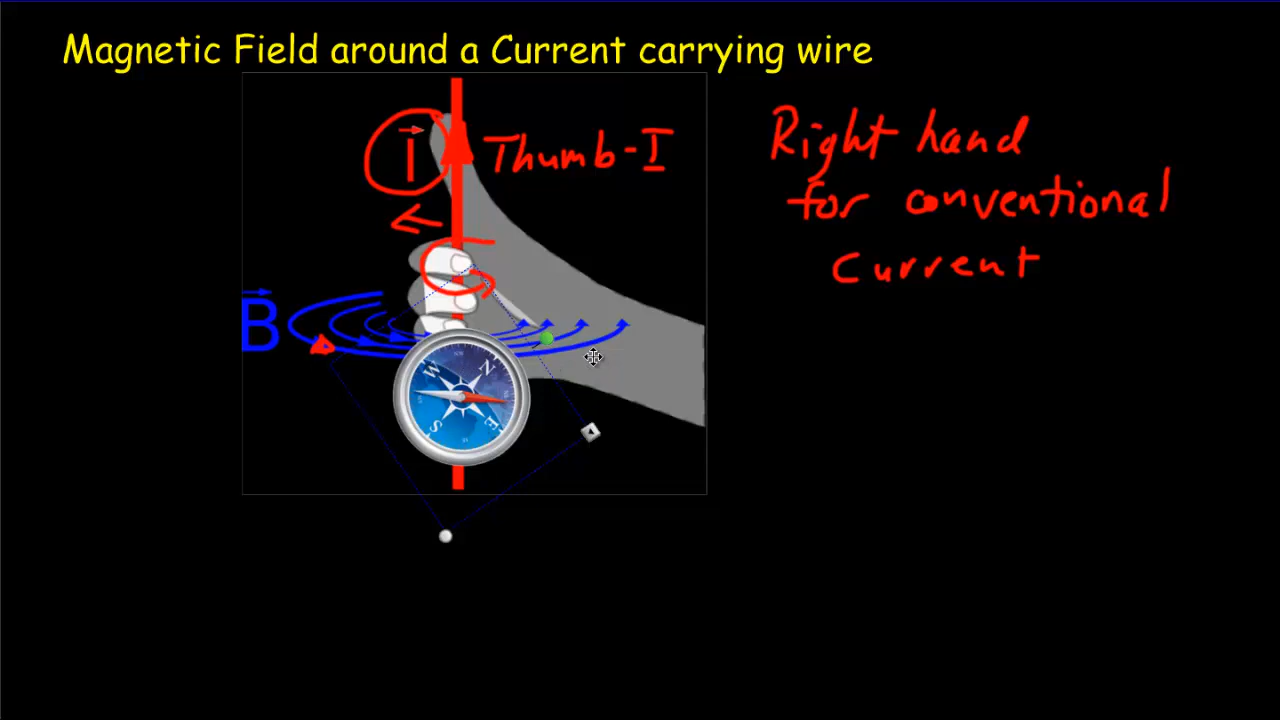 Magnetic Field around a Current carrying wire
I
Thumb-I
Right hand
for conventional
current
B
W
N
S
E